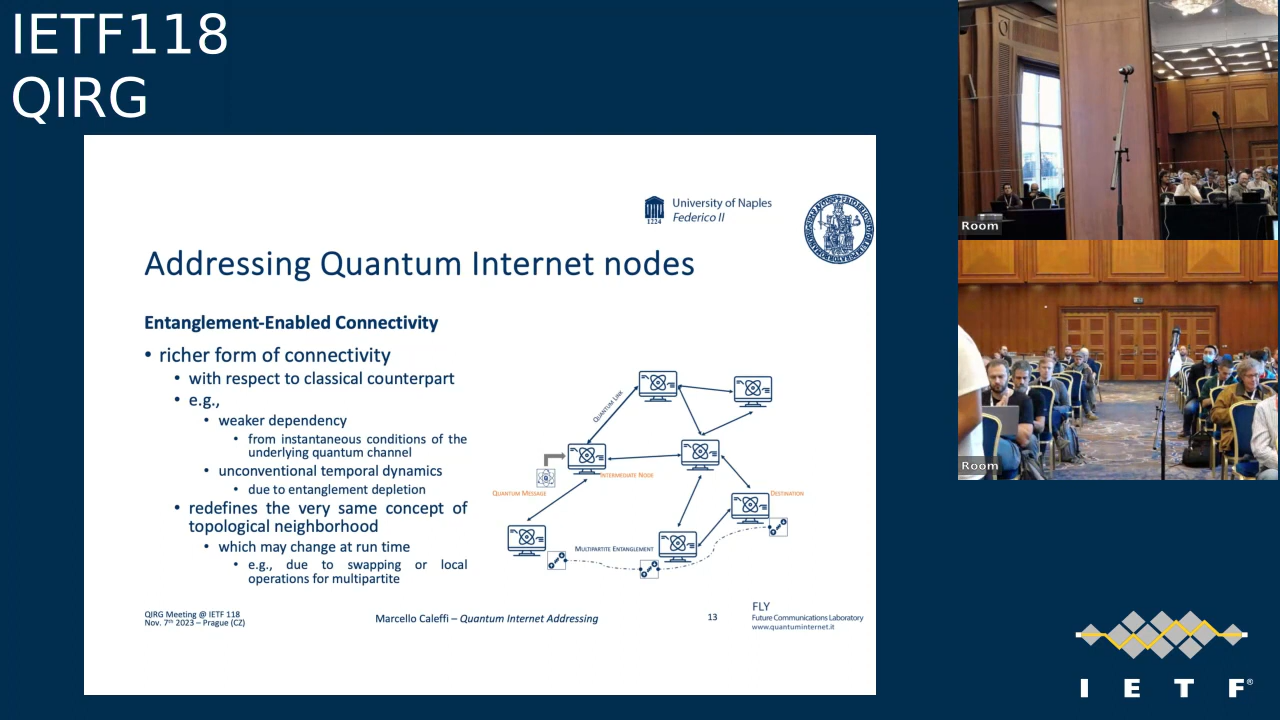 IETF118
QIRG
University of Naples
Federico II
1224
Addressing Quantum Internet nodes
Entanglement-Enabled Connectivity
• richer form of connectivity
• with respect to classical counterpart
• e.g.,
• weaker dependency
• from instantaneous conditions of the
underlying quantum channel
• unconventional temporal dynamics
• due to entanglement depletion
• redefines the very same concept of
topological neighborhood
• which may change at run time
• e.g., due to swapping or local
operations for multipartite
QUANTUM LINK
INTERMEDIATE NODE
QUANTUM MESSAGE
DESTINATION
MULTIPARTITE ENTANGLEMENT
QIRG Meeting @ IETF 118
Nov. 7th 2023 – Prague (CZ)
Marcello Caleffi – Quantum Internet Addressing
13
FLY
Future Communications Laboratory
www.quantuminternet.it
Room
Room
I E T F®